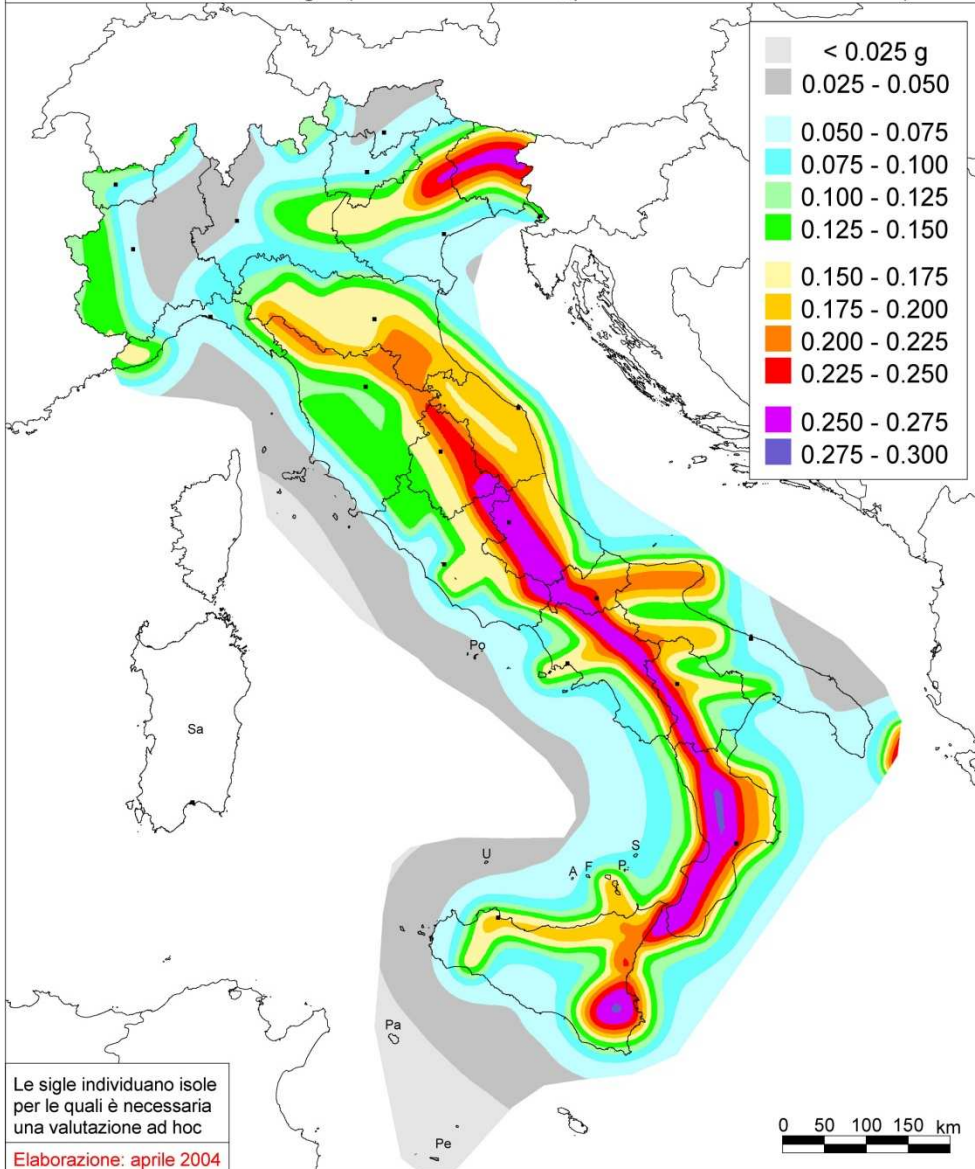 < 0.025 g
0.025 - 0.050
0.050 - 0.075
0.075 - 0.100
0.100 - 0.125
0.125 - 0.150
0.150 - 0.175
0.175 - 0.200
0.200 - 0.225
0.225 - 0.250
0.250 - 0.275
0.275 - 0.300
Po
Sa
U
A
F
P
S
Pa
Pe
Le sigle individuano isole
per le quali è necessaria
una valutazione ad hoc
Elaborazione: aprile 2004
0 50 100 150 km